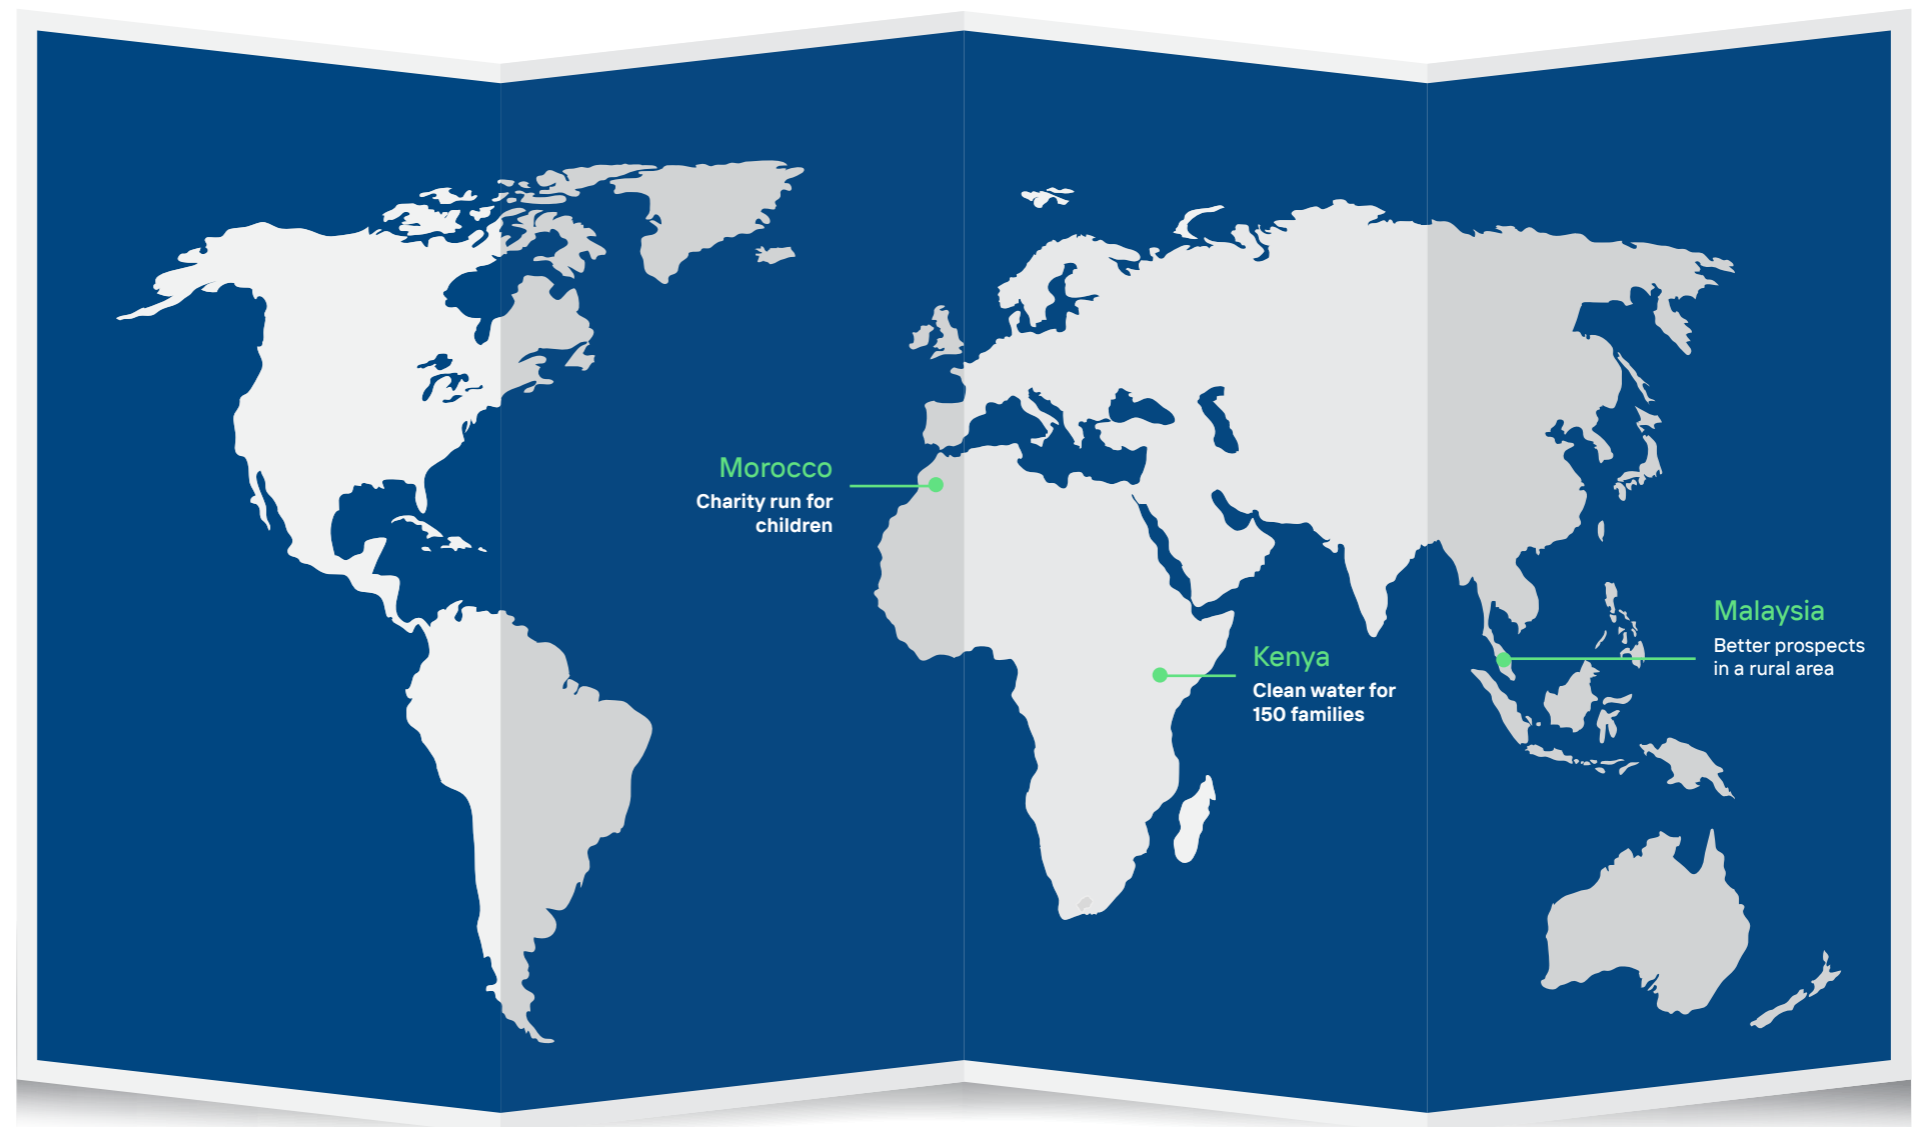 Morocco
Charity run for
children
Kenya
Clean water for
150 families
Malaysia
Better prospects
in a rural area